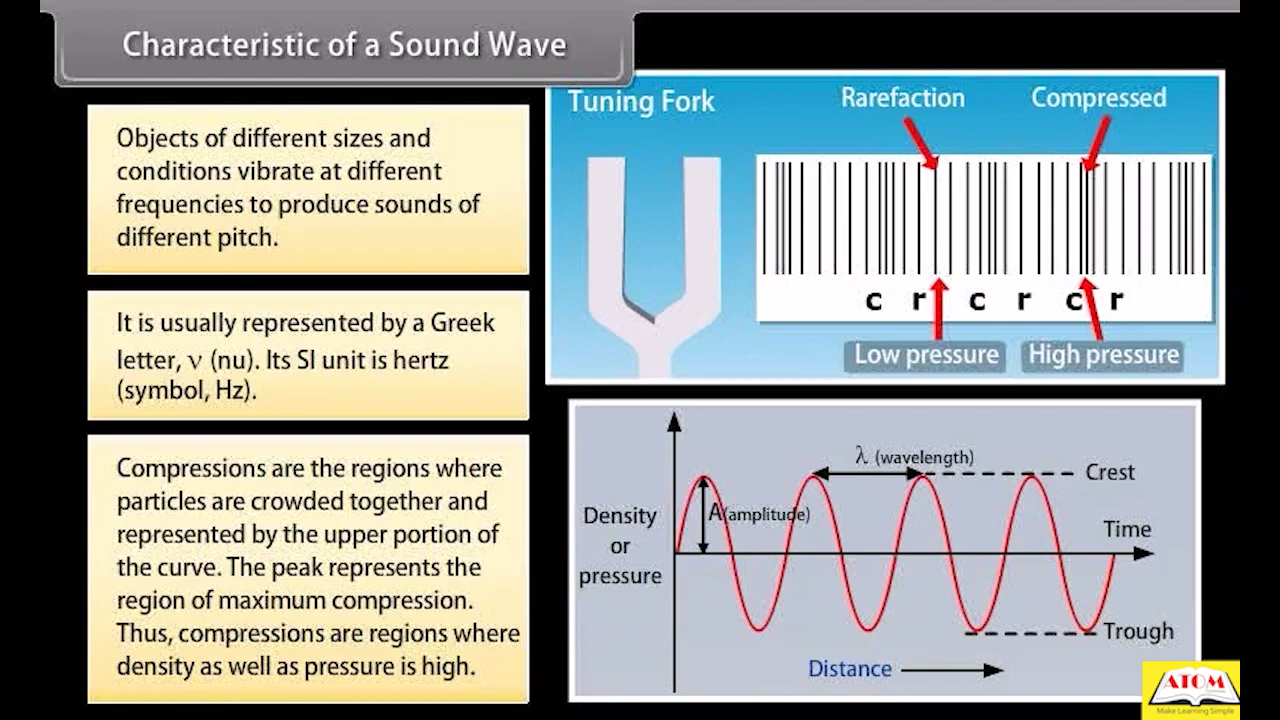 Characteristic of a Sound Wave
Objects of different sizes and
conditions vibrate at different
frequencies to produce sounds of
different pitch.
It is usually represented by a Greek
letter, ν (nu). Its SI unit is hertz
(symbol, Hz).
Compressions are the regions where
particles are crowded together and
represented by the upper portion of
the curve. The peak represents the
region of maximum compression.
Thus, compressions are regions where
density as well as pressure is high.
Tuning Fork
Rarefaction
Compressed
c r c r c r
Low pressure
High pressure
λ (wavelength)
Crest
A(amplitude)
Density
or
pressure
Time
Trough
Distance
ATOM
Make Learning Simple